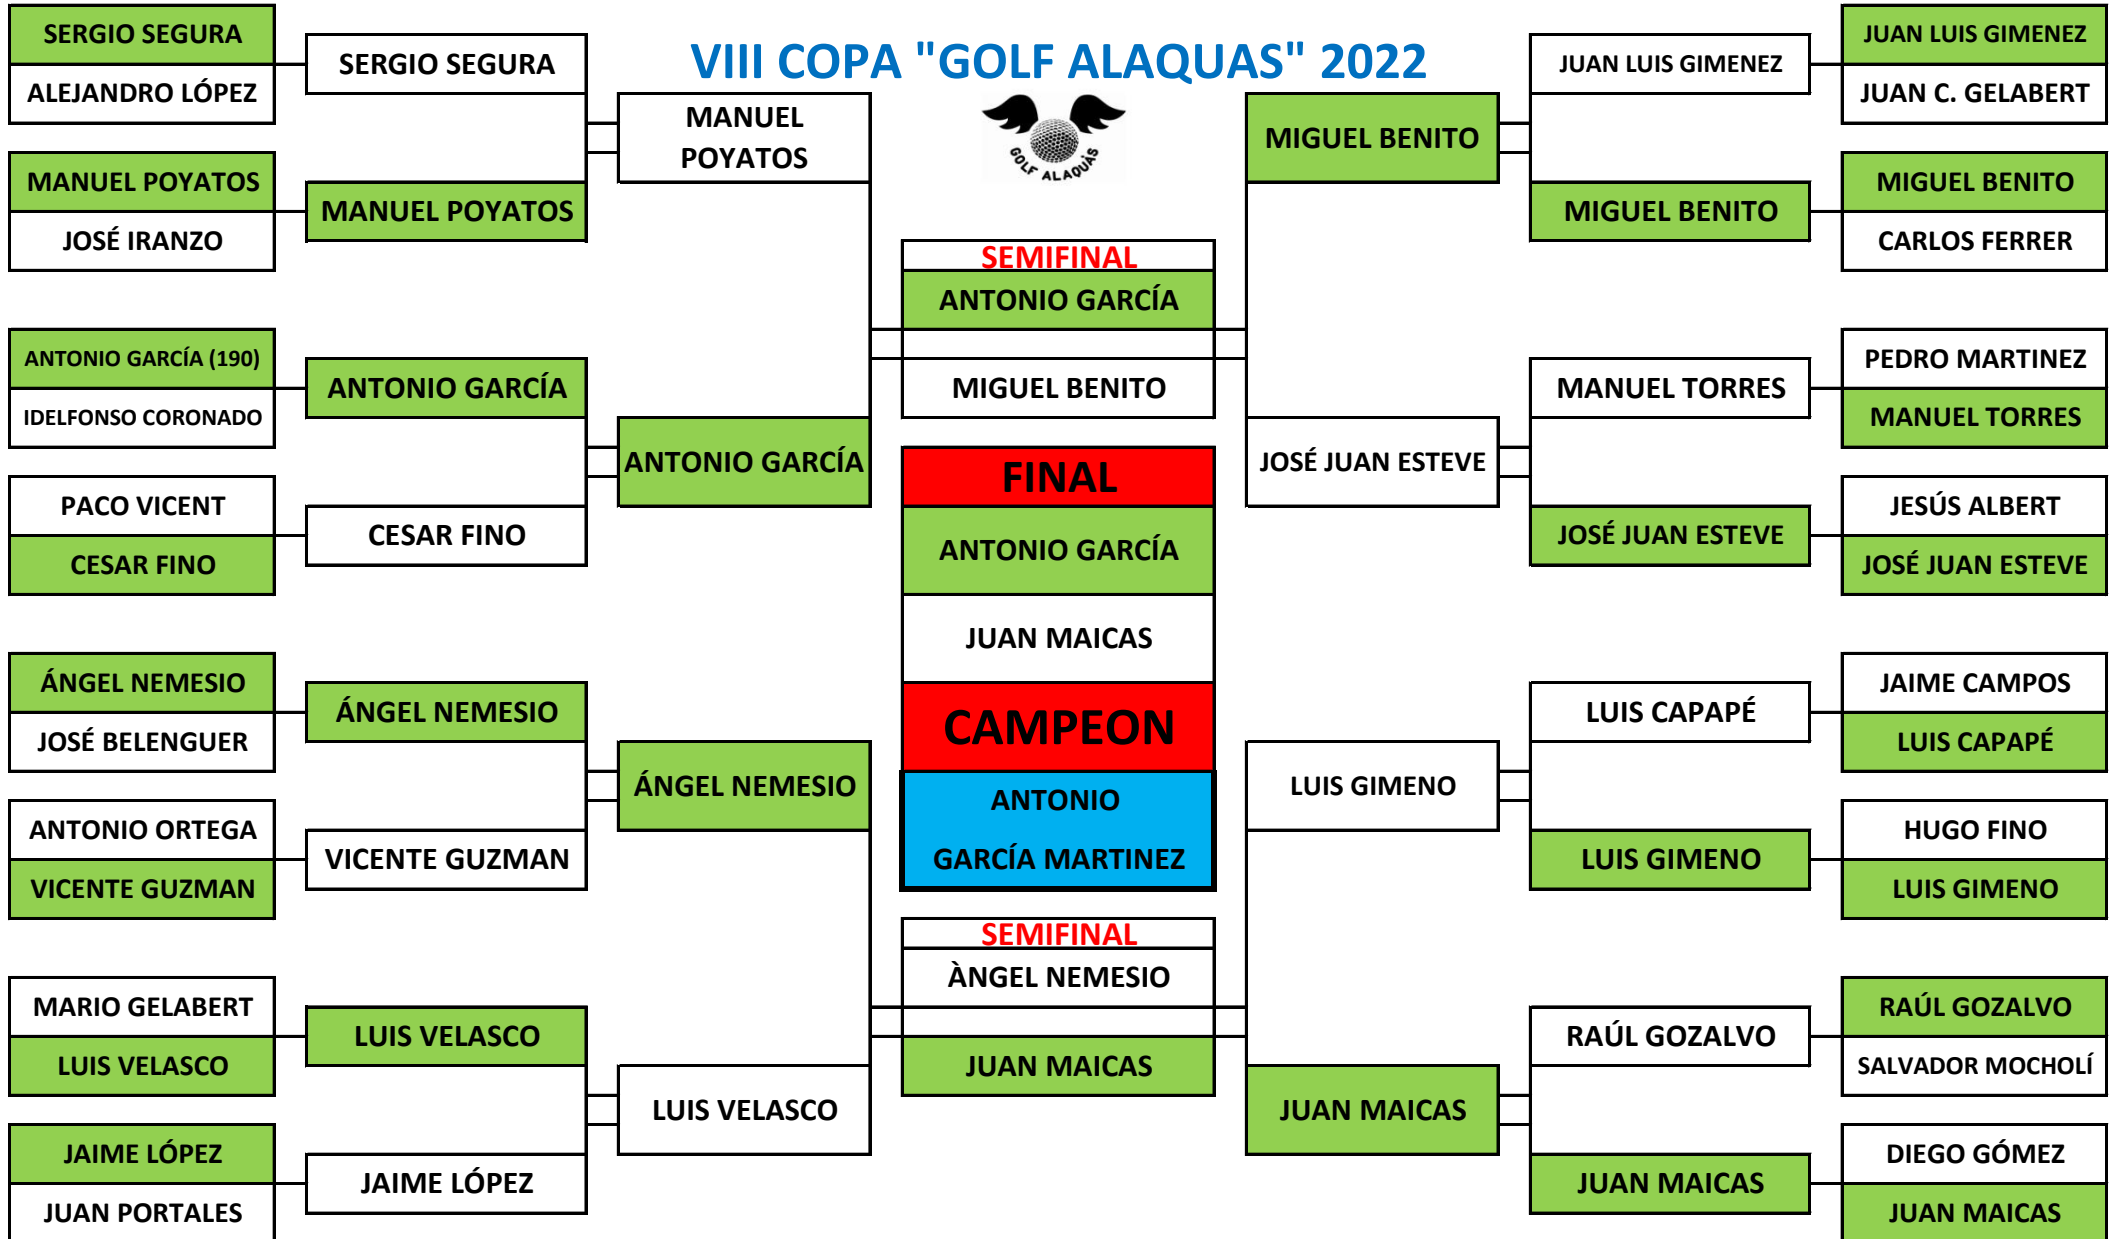 VIII COPA "GOLF ALAQUAS" 2022
GOLF ALAQUÀS
SERGIO SEGURA
ALEJANDRO LÓPEZ
MANUEL POYATOS
JOSÉ IRANZO
ANTONIO GARCÍA (190)
IDELFONSO CORONADO
PACO VICENT
CESAR FINO
ÁNGEL NEMESIO
JOSÉ BELENGUER
ANTONIO ORTEGA
VICENTE GUZMAN
MARIO GELABERT
LUIS VELASCO
JAIME LÓPEZ
JUAN PORTALES
SERGIO SEGURA
MANUEL POYATOS
ANTONIO GARCÍA
CESAR FINO
ÁNGEL NEMESIO
VICENTE GUZMAN
LUIS VELASCO
JAIME LÓPEZ
MANUEL
POYATOS
ANTONIO GARCÍA
ÁNGEL NEMESIO
LUIS VELASCO
SEMIFINAL
ANTONIO GARCÍA
MIGUEL BENITO
FINAL
ANTONIO GARCÍA
JUAN MAICAS
CAMPEON
ANTONIO
GARCÍA MARTINEZ
SEMIFINAL
ÀNGEL NEMESIO
JUAN MAICAS
MIGUEL BENITO
JOSÉ JUAN ESTEVE
LUIS GIMENO
JUAN MAICAS
JUAN LUIS GIMENEZ
MIGUEL BENITO
MANUEL TORRES
JOSÉ JUAN ESTEVE
LUIS CAPAPÉ
LUIS GIMENO
RAÚL GOZALVO
JUAN MAICAS
JUAN LUIS GIMENEZ
JUAN C. GELABERT
MIGUEL BENITO
CARLOS FERRER
PEDRO MARTINEZ
MANUEL TORRES
JESÚS ALBERT
JOSÉ JUAN ESTEVE
JAIME CAMPOS
LUIS CAPAPÉ
HUGO FINO
LUIS GIMENO
RAÚL GOZALVO
SALVADOR MOCHOLÍ
DIEGO GÓMEZ
JUAN MAICAS